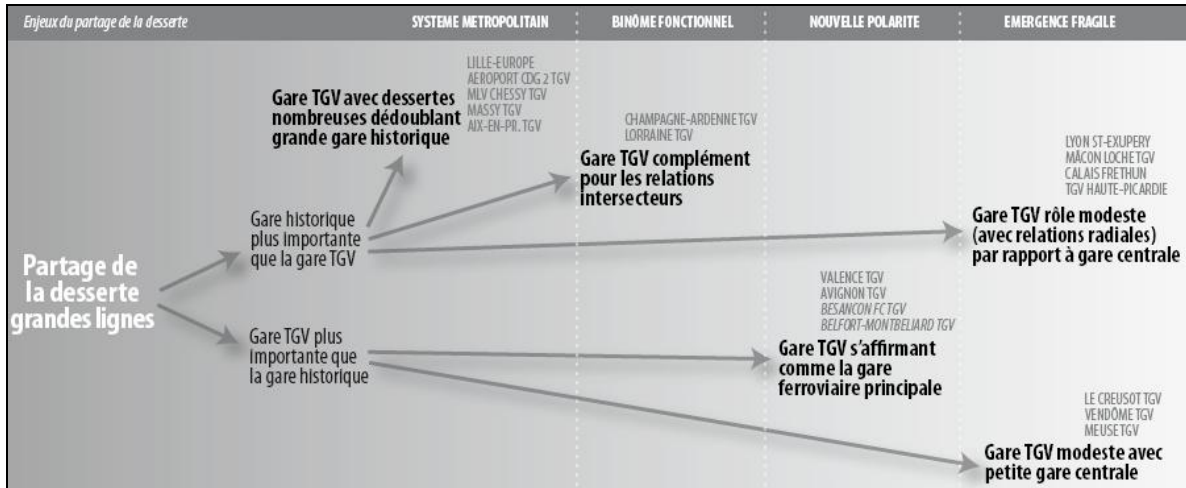 Enjeux du partage de la desserte
SYSTEME METROPOLITAIN
BINÔME FONCTIONNEL
NOUVELLE POLARITE
EMERGENCE FRAGILE
LILLE-EUROPE
AEROPORT CDG 2 TGV
MLV CHESSY TGV
MASSY TGV
AIX-EN-PR. TGV
Gare TGV avec dessertes
nombreuses dédoublant
grande gare historique
CHAMPAGNE-ARDENNE TGV
LORRAINE TGV
Gare TGV complément
pour les relations
intersecteurs
LYON ST-EXUPERY
MÂCON LOCHE TGV
CALAIS FRETHUN
TGV HAUTE-PICARDIE
Gare TGV rôle modeste
(avec relations radiales)
par rapport à gare centrale
Gare historique
plus importante
que la gare TGV
Partage de
la desserte
grandes lignes
Gare TGV plus
importante que
la gare historique
VALENCE TGV
AVIGNON TGV
BESANCON FC TGV
BELFORT-MONTBELIARD TGV
Gare TGV s'affirmant
comme la gare
ferroviaire principale
LE CREUSOT TGV
VENDÔME TGV
MEUSE TGV
Gare TGV modeste avec
petite gare centrale